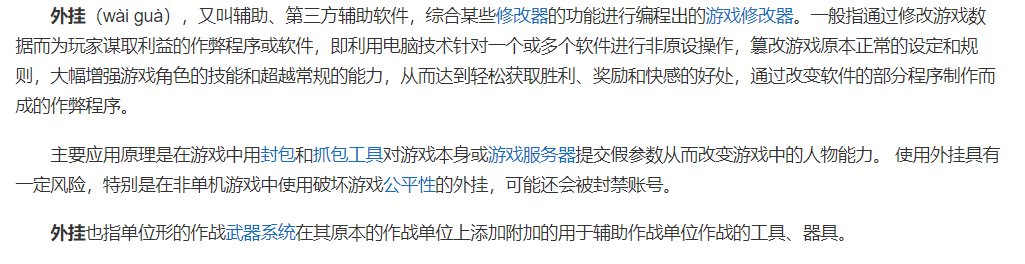 外挂（wài guà），又叫辅助、第三方辅助软件，综合某些修改器的功能进行编程出的游戏修改器。一般指通过修改游戏数
据而为玩家谋取利益的作弊程序或软件，即利用电脑技术针对一个或多个软件进行非原设操作，篡改游戏原本正常的设定和规
则，大幅增强游戏角色的技能和超越常规的能力，从而达到轻松获取胜利、奖励和快感的好处，通过改变软件的部分程序制作而
成的作弊程序。
主要应用原理是在游戏中用封包和抓包工具对游戏本身或游戏服务器提交假参数从而改变游戏中的人物能力。 使用外挂具有
一定风险，特别是在非单机游戏中使用破坏游戏公平性的外挂，可能还会被封禁账号。
外挂也指单位形的作战武器系统在其原本的作战单位上添加附加的用于辅助作战单位作战的工具、器具。